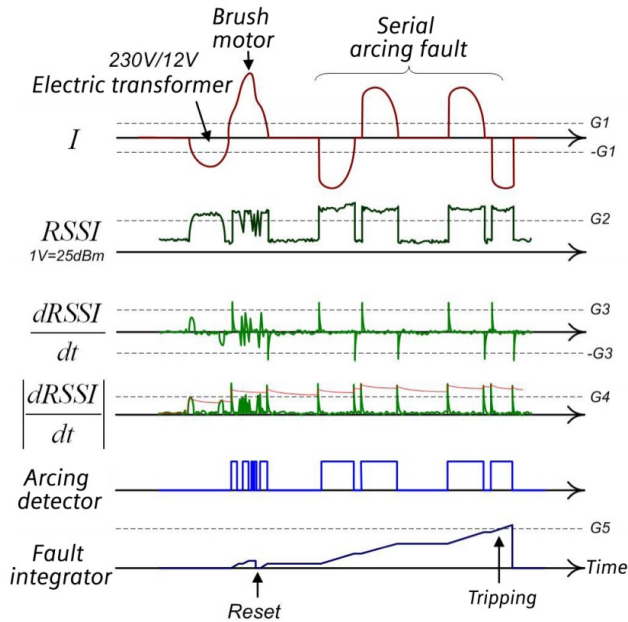 Brush
motor
Serial
arcing fault
230V/12V
Electric transformer
I
G1
-G1
RSSI
1V=25dBm
G2
dRSSI
dt
G3
-G3
|dRSSI
dt|
G4
Arcing
detector
G5
Fault
integrator
Time
Reset
Tripping